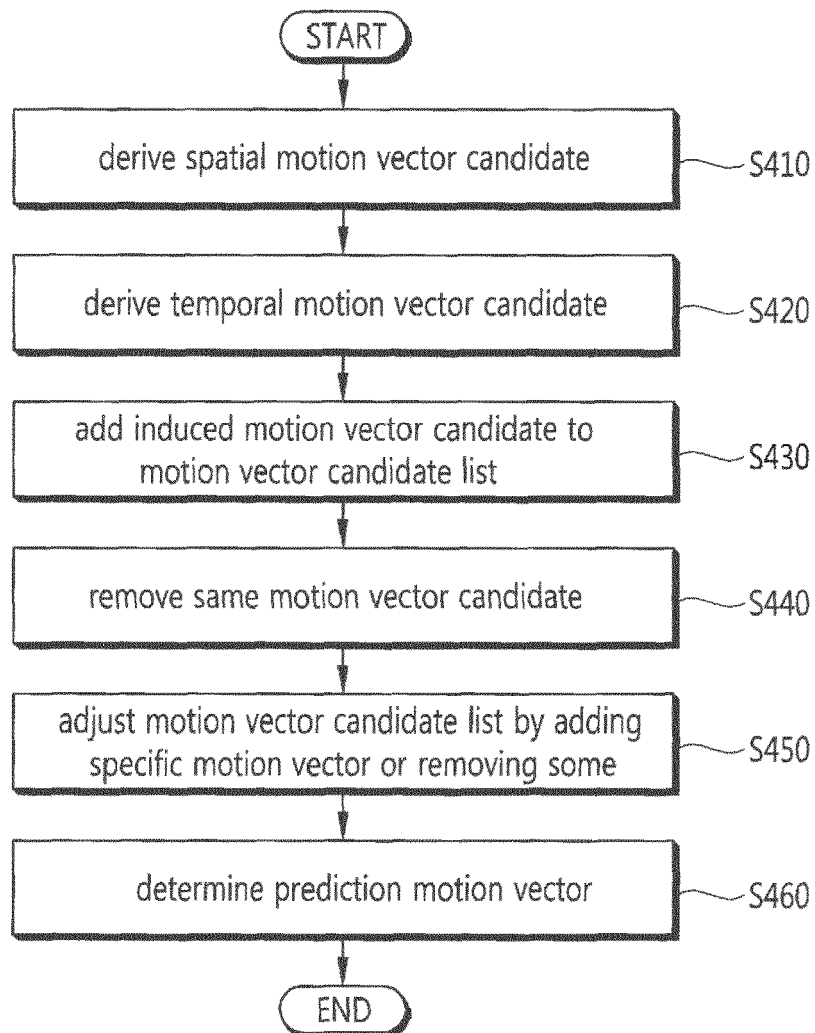 START
derive spatial motion vector candidate
S410
derive temporal motion vector candidate
S420
add induced motion vector candidate to
motion vector candidate list
S430
remove same motion vector candidate
S440
adjust motion vector candidate list by adding
specific motion vector or removing some
S450
determine prediction motion vector
S460
END